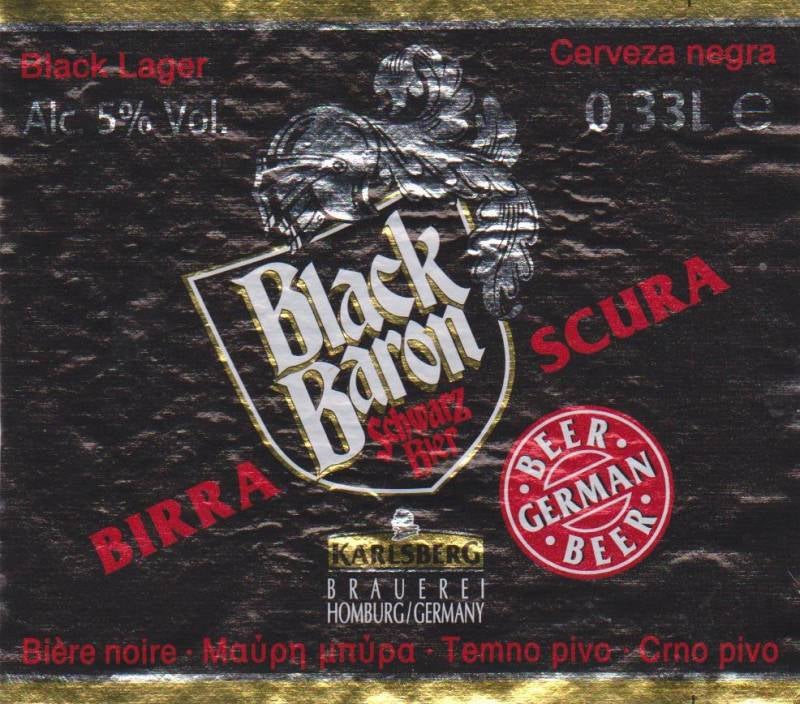 Black Lager
Cerveza negra
Alc. 5% Vol.
0,33L ℮
Black
Baron
Schwarz
Bier
BIRRA SCURA
BEER
GERMAN
BEER
KARLSBERG
BRAUEREI
HOMBURG/GERMANY
Bière noire · Μαύρη μπύρα · Temno pivo · Crno pivo